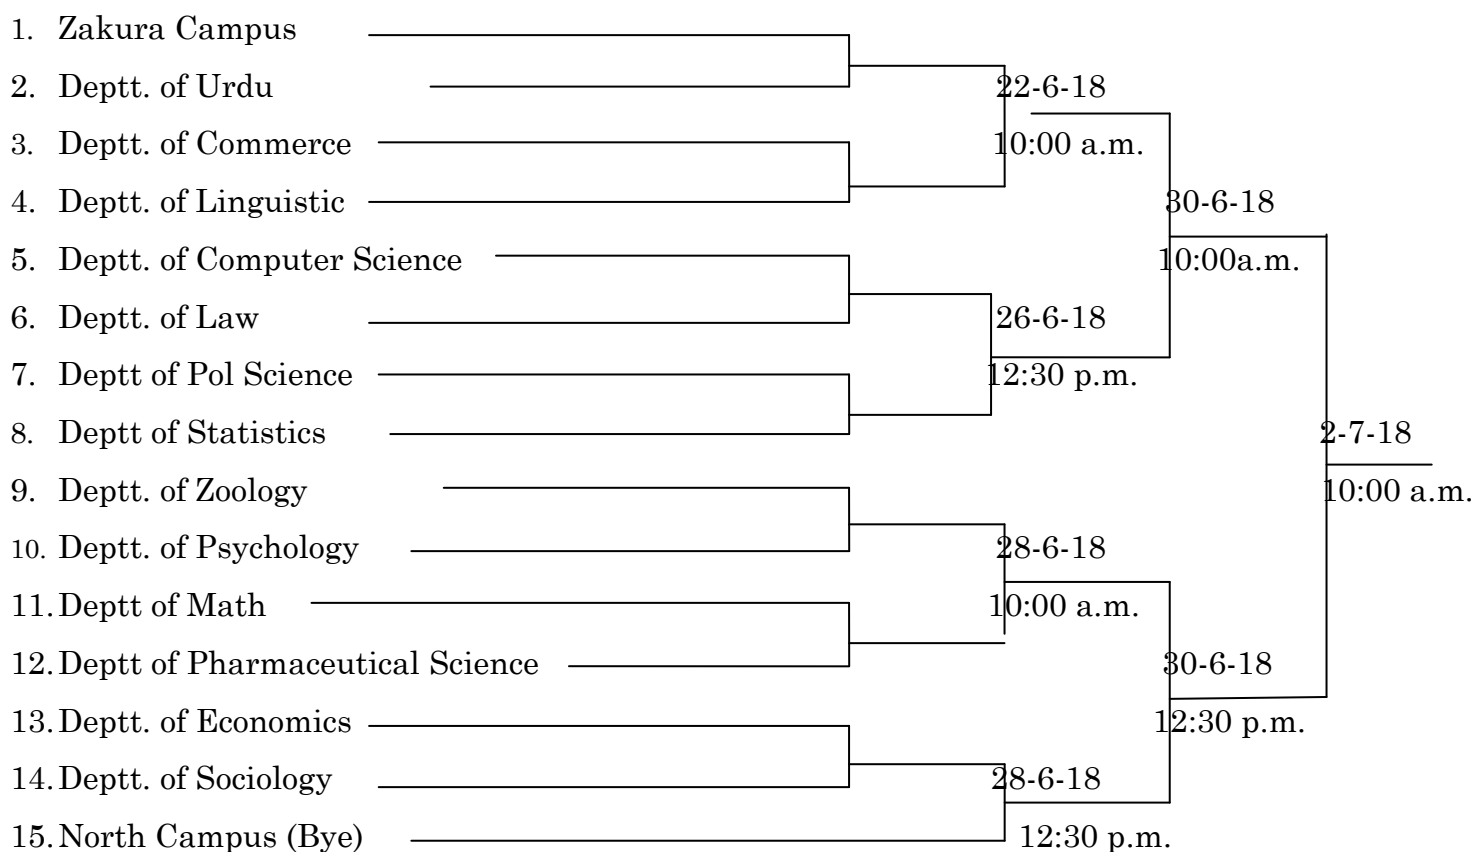 1. Zakura Campus
2. Deptt. of Urdu 22-6-18
3. Deptt. of Commerce 10:00 a.m.
4. Deptt. of Linguistic 30-6-18
5. Deptt. of Computer Science 10:00a.m.
6. Deptt. of Law 26-6-18
7. Deptt of Pol Science 12:30 p.m.
8. Deptt of Statistics 2-7-18
9. Deptt. of Zoology 10:00 a.m.
10. Deptt. of Psychology 28-6-18
11. Deptt of Math 10:00 a.m.
12. Deptt of Pharmaceutical Science 30-6-18
13. Deptt. of Economics 12:30 p.m.
14. Deptt. of Sociology 28-6-18
15. North Campus (Bye) 12:30 p.m.